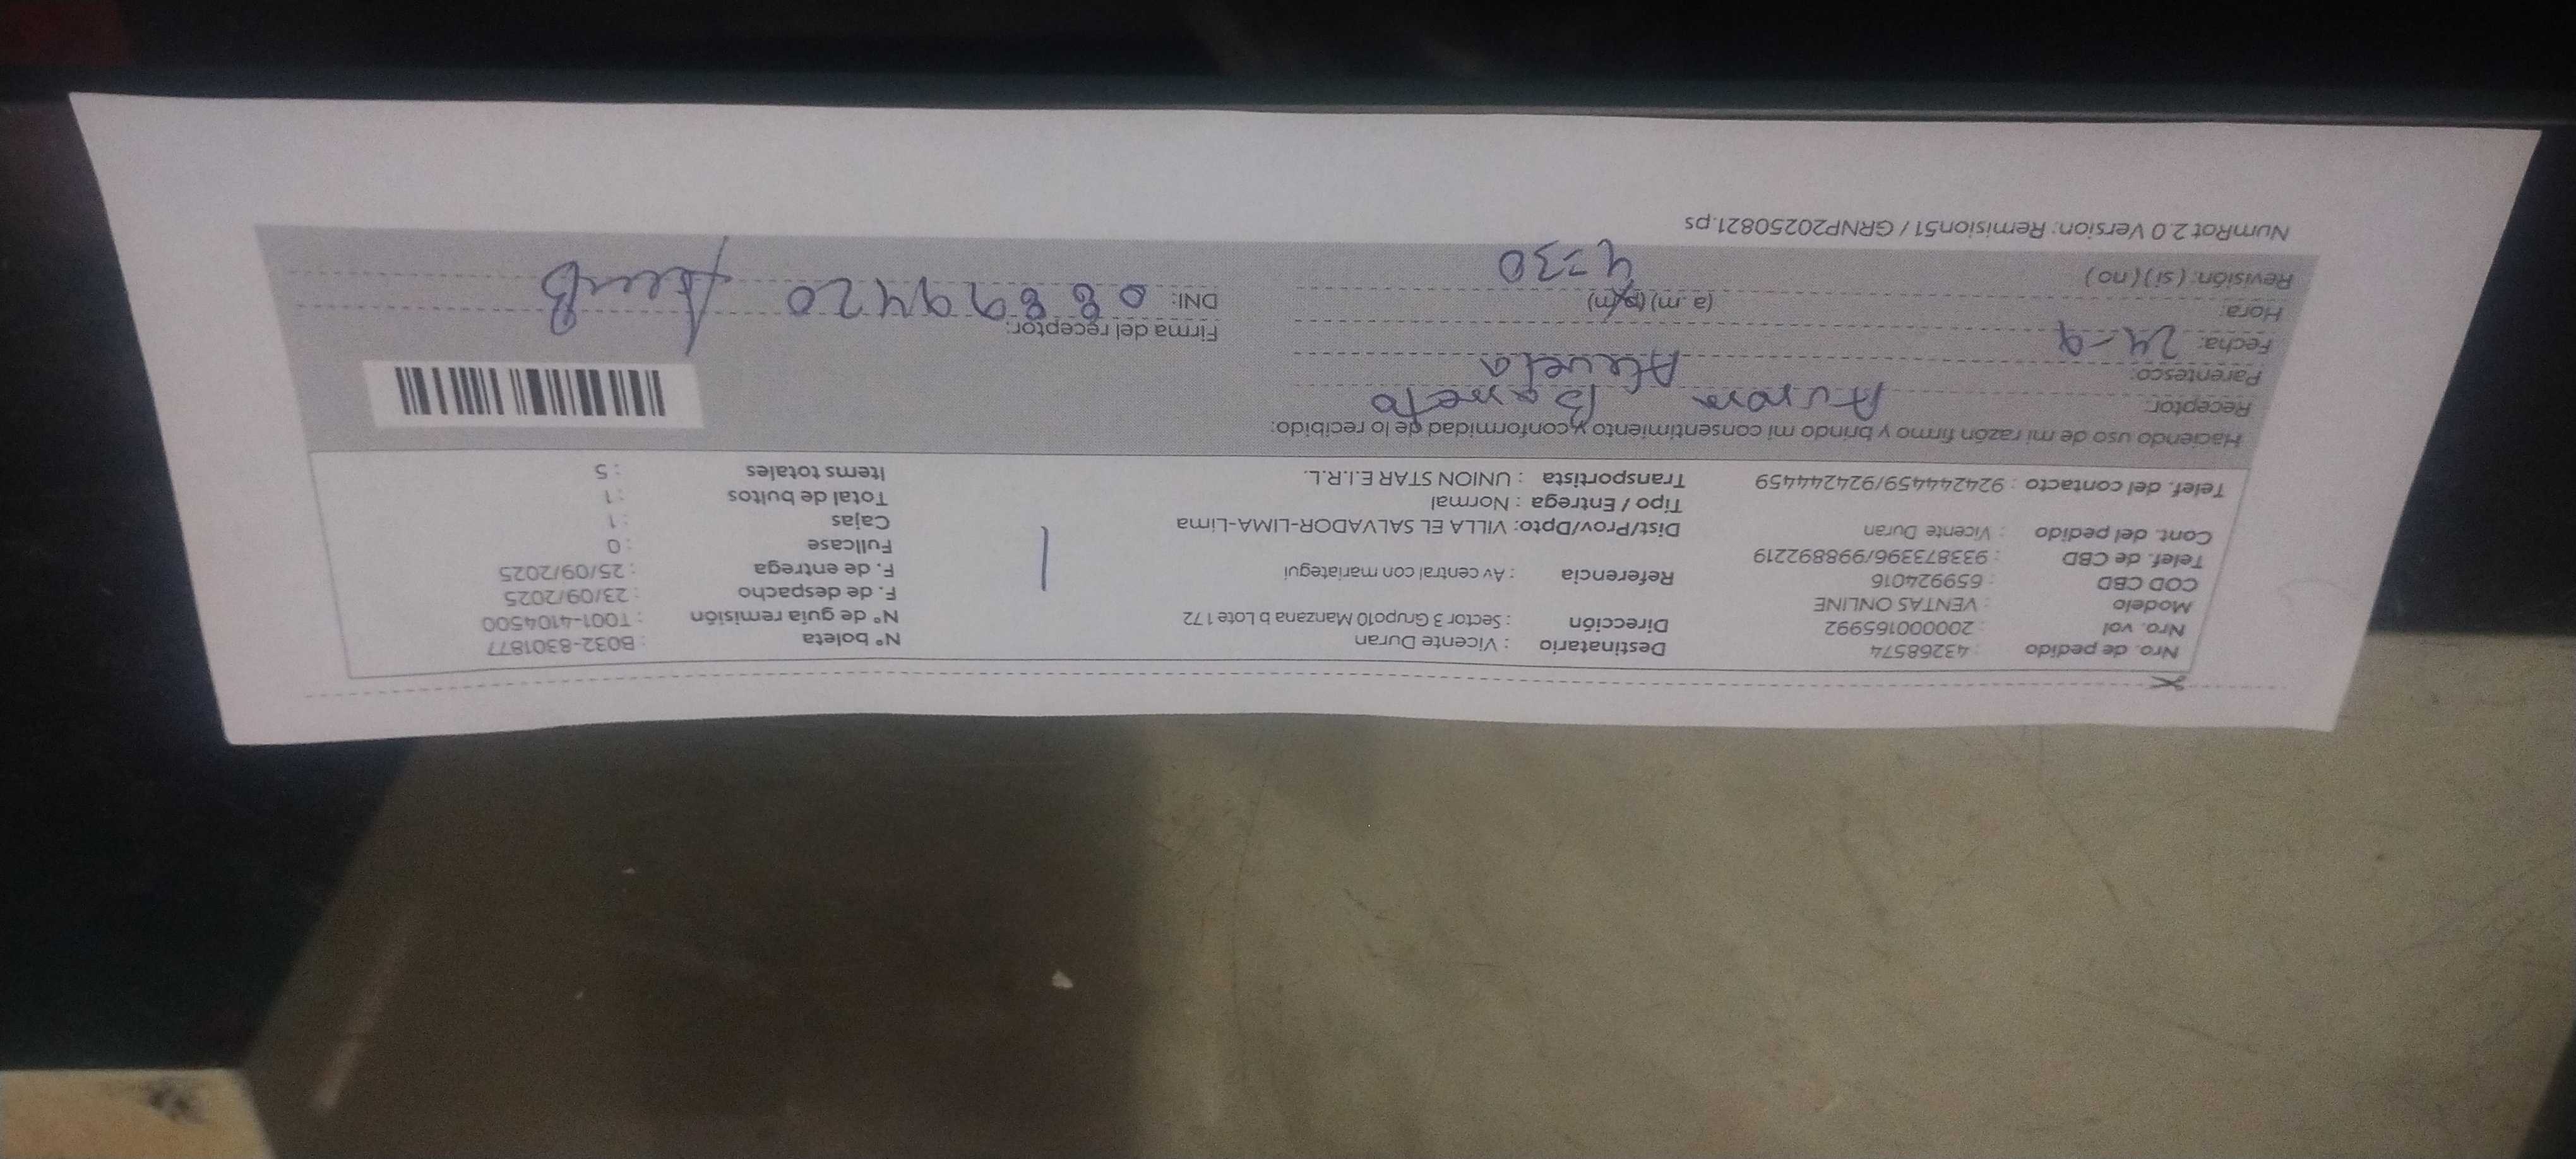 Nro. de pedido : 43268574 Destinatario : Vicente Duran N° boleta : B032-8301877
Nro. vol : 200000165992 Dirección : Sector 3 Grupo10 Manzana b Lote 172 N° de guía remisión : T001-4104500
Modelo : VENTAS ONLINE F. de despacho : 23/09/2025
COD CBD : 659924016 Referencia : Av central con mariategui F. de entrega : 25/09/2025
Telef. de CBD : 933873396/998892219 Fullcase : 0
Cont. del pedido : Vicente Duran Dist/Prov/Dpto: VILLA EL SALVADOR-LIMA-Lima Cajas : 1
Tipo / Entrega : Normal Total de bultos : 1
Telef. del contacto : 924244459/924244459 Transportista : UNION STAR E.I.R.L. Items totales : 5
Haciendo uso de mi razón firmo y brindo mi consentimiento y conformidad de lo recibido:
Receptor: Aurora Barreto
Parentesco: Abuela
Fecha: 24-9 Firma del receptor:
Hora: (a.m) (p.m) DNI: 08899420
4=30
Revisión: ( si ) ( no )
NumRot 2.0 Version: Remision51 / GRNP20250821.ps